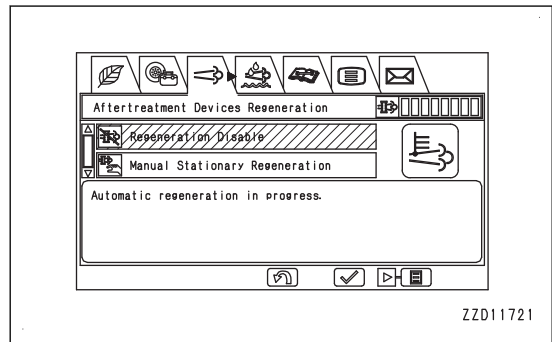 Aftertreatment Devices Regeneration
Regeneration Disable
Manual Stationary Regeneration
Automatic regeneration in progress.
ZZD11721